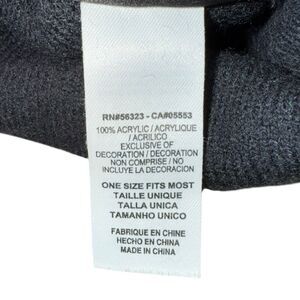 RN#56323 - CA#05553
100% ACRYLIC / ACRYLIQUE
/ ACRILICO
EXCLUSIVE OF
DECORATION / DECORATION
NON COMPRISE / NO
INCLUYE LA DECORACION
ONE SIZE FITS MOST
TAILLE UNIQUE
TALLA UNICA
TAMANHO UNICO
FABRIQUE EN CHINE
HECHO EN CHINA
MADE IN CHINA